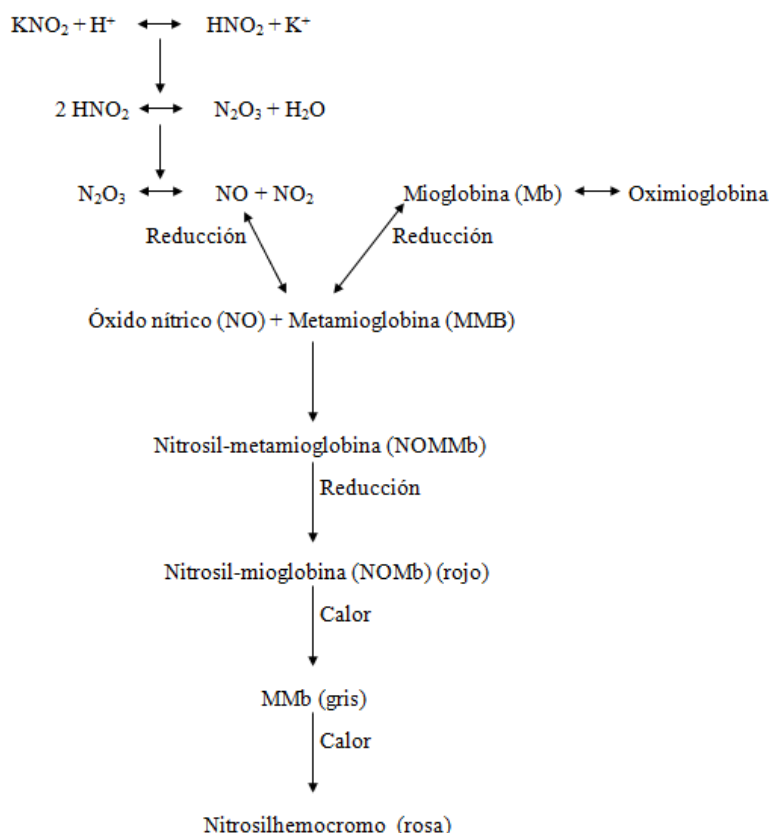 KNO₂ + H⁺ ↔ HNO₂ + K⁺
2 HNO₂ ↔ N₂O₃ + H₂O
N₂O₃ ↔ NO + NO₂ Mioglobina (Mb) ↔ Oximioglobina
Reducción Reducción
Óxido nítrico (NO) + Metamioglobina (MMB)
Nitrosil-metamioglobina (NOMMb)
Reducción
Nitrosil-mioglobina (NOMb) (rojo)
Calor
MMb (gris)
Calor
Nitrosilhemocromo (rosa)